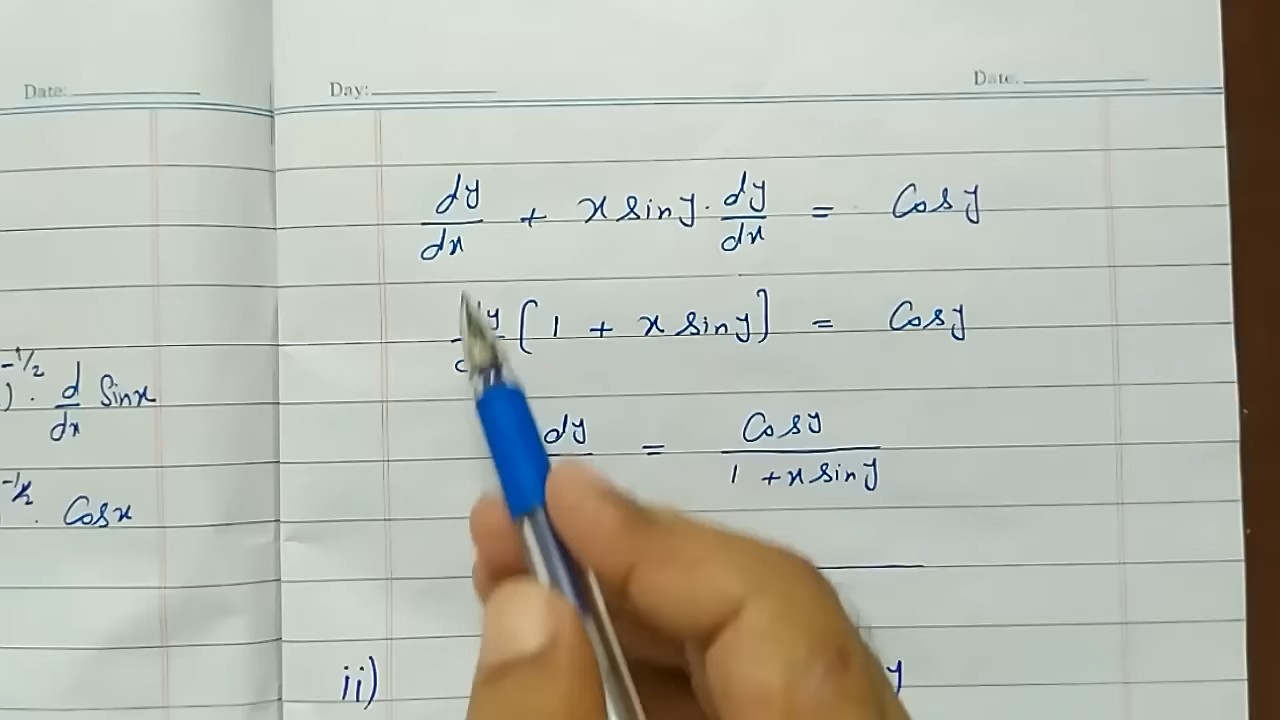 Date:
Day:
Date.
dy/dx + x sin y . dy/dx = Cos y
[1 + x sin y] = Cos y
dy = Cos y / 1 + x sin y
)^-1/2 . d/dx Sin x
^-1/2 . Cos x
ii) y